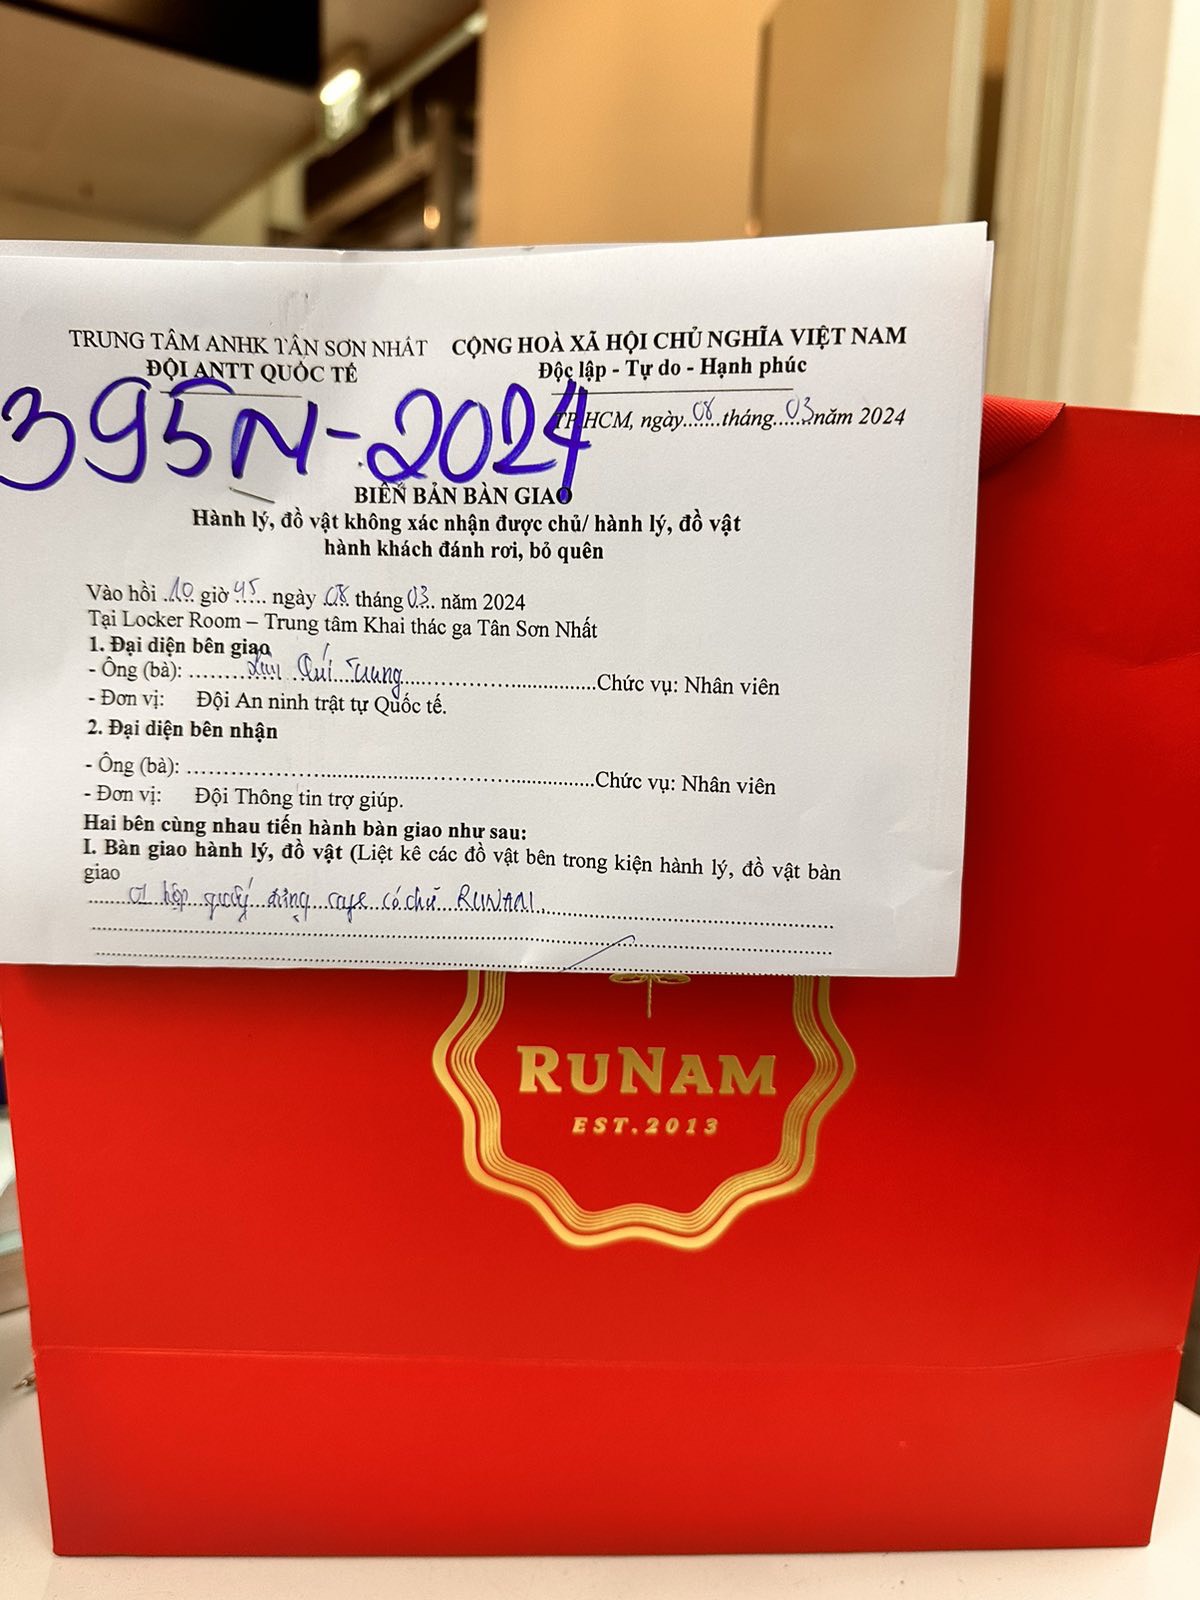 TRUNG TÂM ANHK TÂN SƠN NHẤT
ĐỘI ANTT QUỐC TẾ
CỘNG HOÀ XÃ HỘI CHỦ NGHĨA VIỆT NAM
Độc lập - Tự do - Hạnh phúc
395N-2024
TP.HCM, ngày 08 tháng 03 năm 2024
BIÊN BẢN BÀN GIAO
Hành lý, đồ vật không xác nhận được chủ/ hành lý, đồ vật
hành khách đánh rơi, bỏ quên
Vào hồi 10 giờ 45 ngày 08 tháng 03 năm 2024
Tại Locker Room – Trung tâm Khai thác ga Tân Sơn Nhất
1. Đại diện bên giao
- Ông (bà): Quí Trung Chức vụ: Nhân viên
- Đơn vị: Đội An ninh trật tự Quốc tế.
2. Đại diện bên nhận
- Ông (bà): Chức vụ: Nhân viên
- Đơn vị: Đội Thông tin trợ giúp.
Hai bên cùng nhau tiến hành bàn giao như sau:
I. Bàn giao hành lý, đồ vật (Liệt kê các đồ vật bên trong kiện hành lý, đồ vật bàn
giao
01 hộp đựng cafe có chữ RUNAM
RUNAM
EST.2013